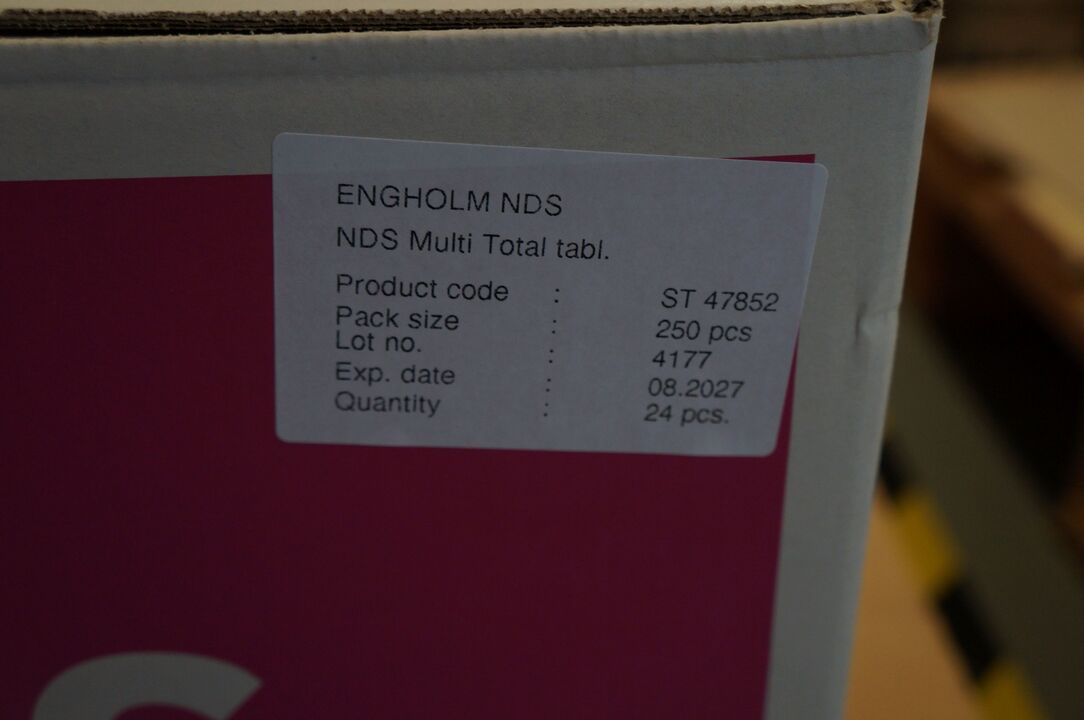 ENGHOLM NDS
NDS Multi Total tabl.
Product code : ST 47852
Pack size : 250 pcs
Lot no. : 4177
Exp. date : 08.2027
Quantity : 24 pcs.